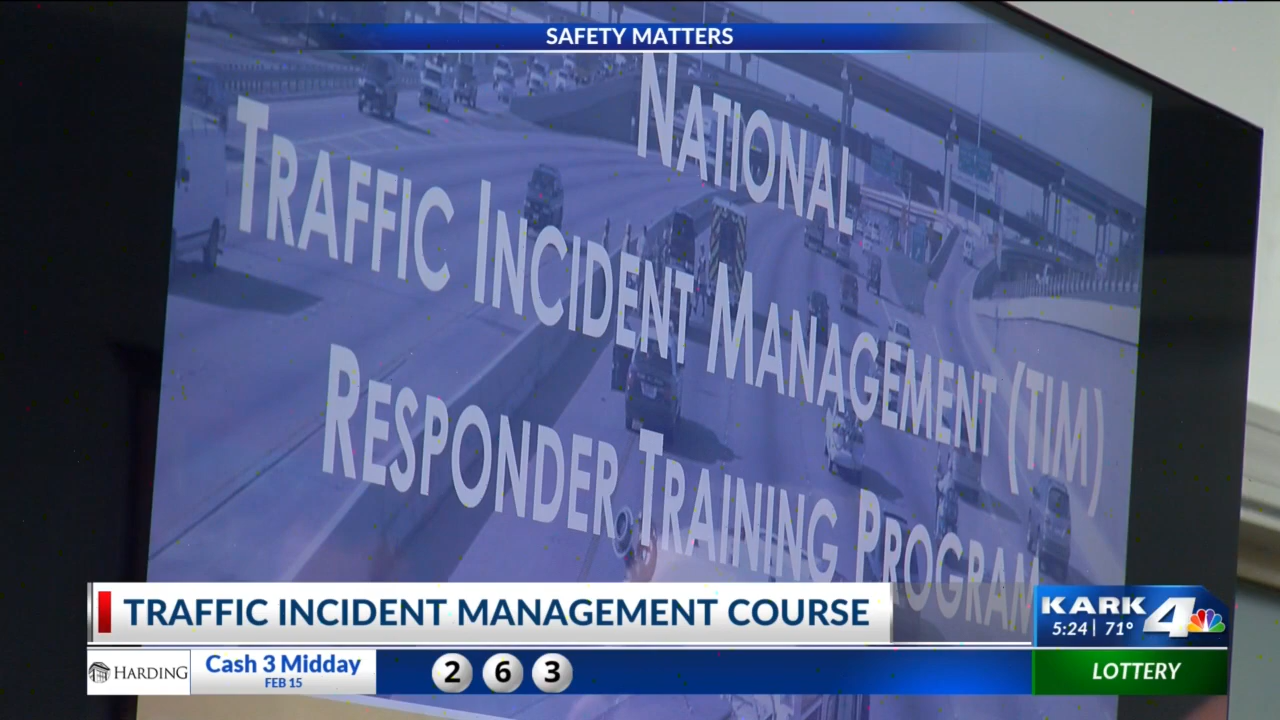 SAFETY MATTERS
NATIONAL
TRAFFIC INCIDENT MANAGEMENT (TIM)
RESPONDER TRAINING PROGRAM
TRAFFIC INCIDENT MANAGEMENT COURSE
KARK 4
5:24 | 71°
HARDING
Cash 3 Midday
FEB 15
2 6 3
LOTTERY